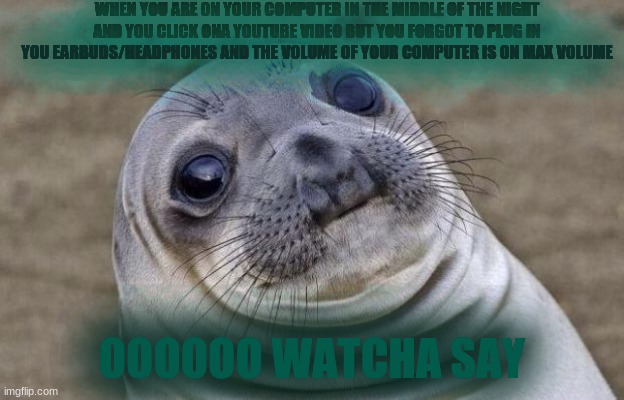 WHEN YOU ARE ON YOUR COMPUTER IN THE MIDDLE OF THE NIGHT
AND YOU CLICK ONA YOUTUBE VIDEO BUT YOU FORGOT TO PLUG IN
YOU EARBUDS/HEADPHONES AND THE VOLUME OF YOUR COMPUTER IS ON MAX VOLUME
OOOOOO WATCHA SAY
imgflip.com